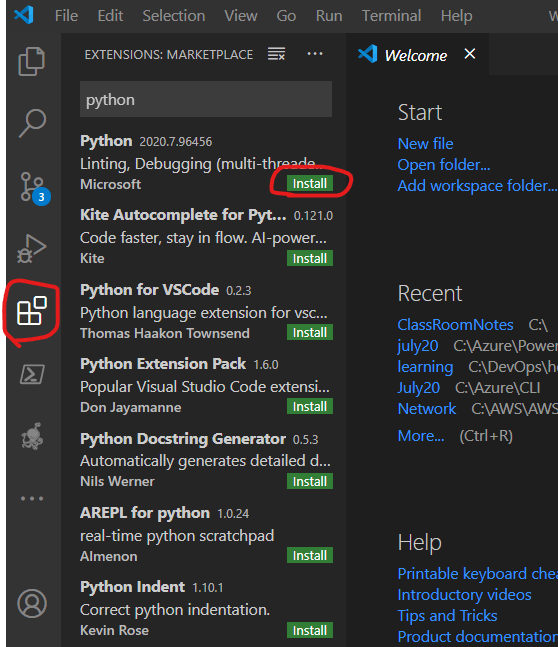 File Edit Selection View Go Run Terminal Help
EXTENSIONS: MARKETPLACE
Welcome
python
Python 2020.7.96456
Linting, Debugging (multi-threade...
Microsoft Install
Kite Autocomplete for Pyt... 0.121.0
Code faster, stay in flow. AI-power...
Kite Install
Python for VSCode 0.2.3
Python language extension for vsc...
Thomas Haakon Townsend Install
Python Extension Pack 1.6.0
Popular Visual Studio Code extensi...
Don Jayamanne Install
Python Docstring Generator 0.5.3
Automatically generates detailed d...
Nils Werner Install
AREPL for python 1.0.24
real-time python scratchpad
Almenon Install
Python Indent 1.10.1
Correct python indentation.
Kevin Rose Install
3
Start
New file
Open folder...
Add workspace folder...
Recent
ClassRoomNotes C:\
july20 C:\Azure\Power
learning C:\DevOps\he
July20 C:\Azure\CLI
Network C:\AWS\AWS
More... (Ctrl+R)
Help
Printable keyboard chea
Introductory videos
Tips and Tricks
Product documentation